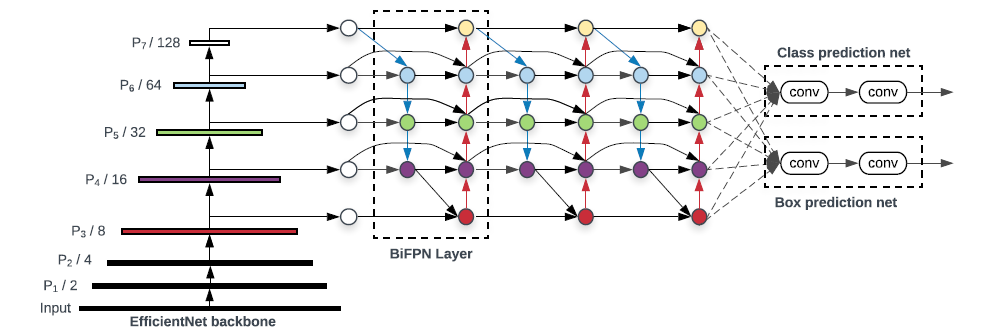 P7 / 128
P6 / 64
P5 / 32
P4 / 16
P3 / 8
P2 / 4
P1 / 2
Input
EfficientNet backbone
BiFPN Layer
Class prediction net
conv conv
conv conv
Box prediction net